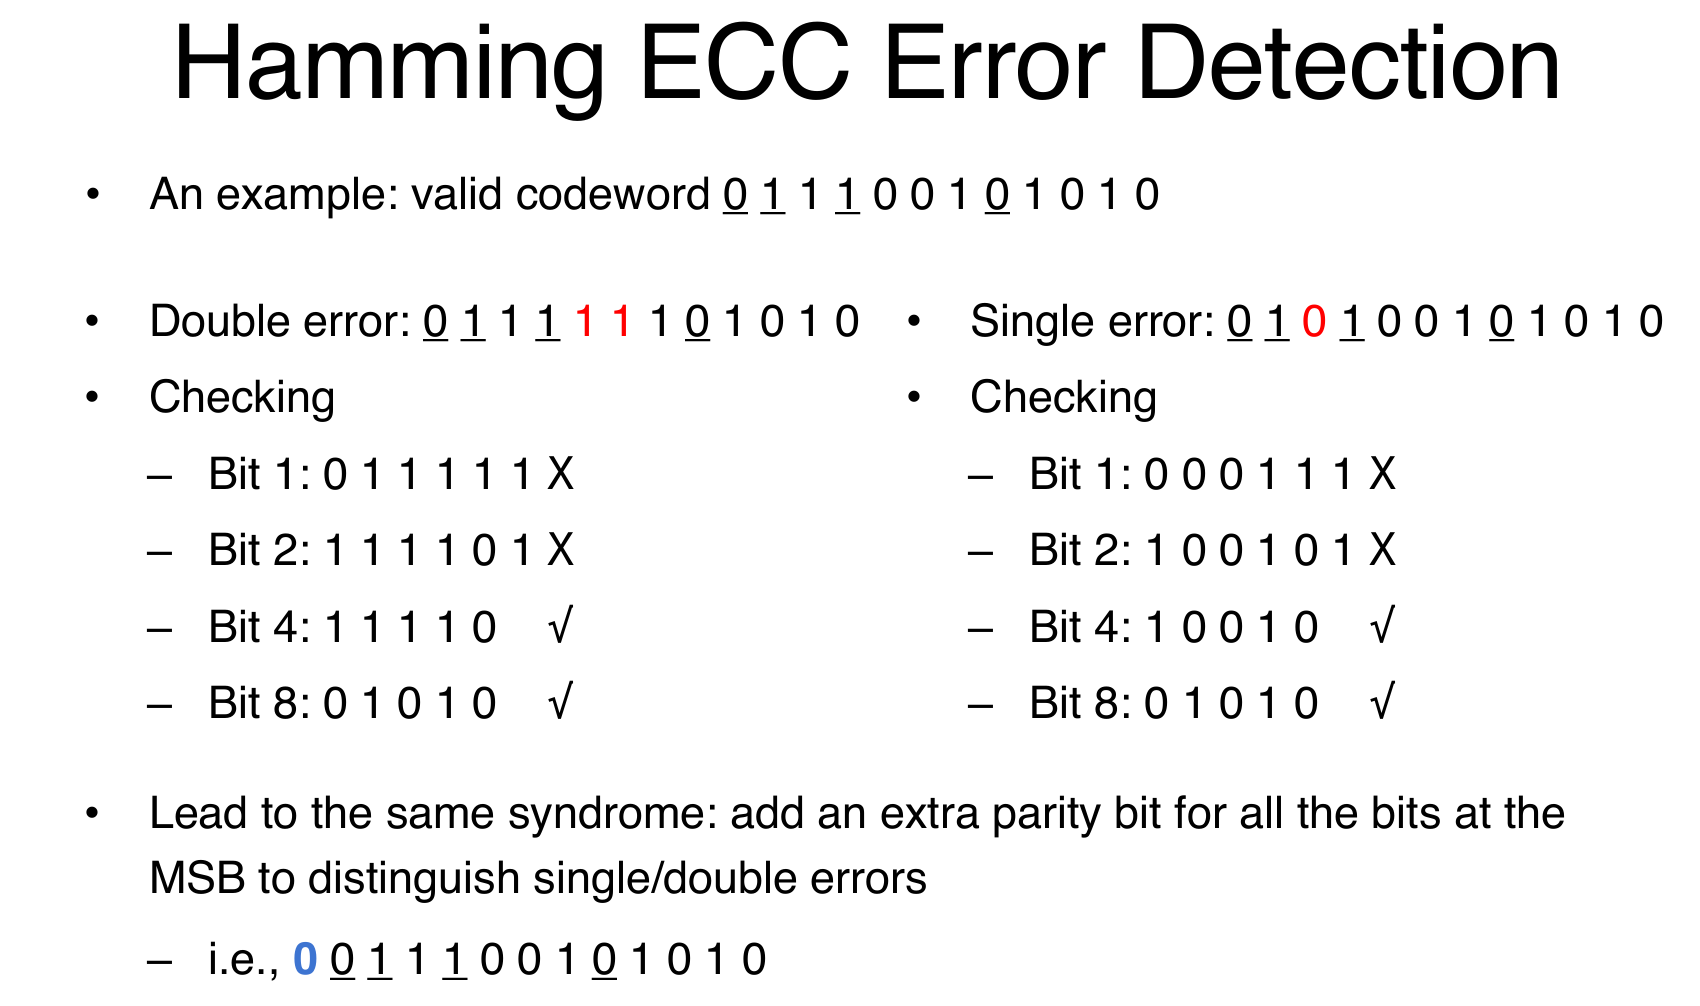 Hamming ECC Error Detection
• An example: valid codeword 0 1 1 1 0 0 1 0 1 0 1 0
• Double error: 0 1 1 1 1 1 1 0 1 0 1 0
• Checking
– Bit 1: 0 1 1 1 1 1 X
– Bit 2: 1 1 1 1 0 1 X
– Bit 4: 1 1 1 1 0 √
– Bit 8: 0 1 0 1 0 √
• Single error: 0 1 0 1 0 0 1 0 1 0 1 0
• Checking
– Bit 1: 0 0 0 1 1 1 X
– Bit 2: 1 0 0 1 0 1 X
– Bit 4: 1 0 0 1 0 √
– Bit 8: 0 1 0 1 0 √
• Lead to the same syndrome: add an extra parity bit for all the bits at the
MSB to distinguish single/double errors
– i.e., 0 0 1 1 1 0 0 1 0 1 0 1 0